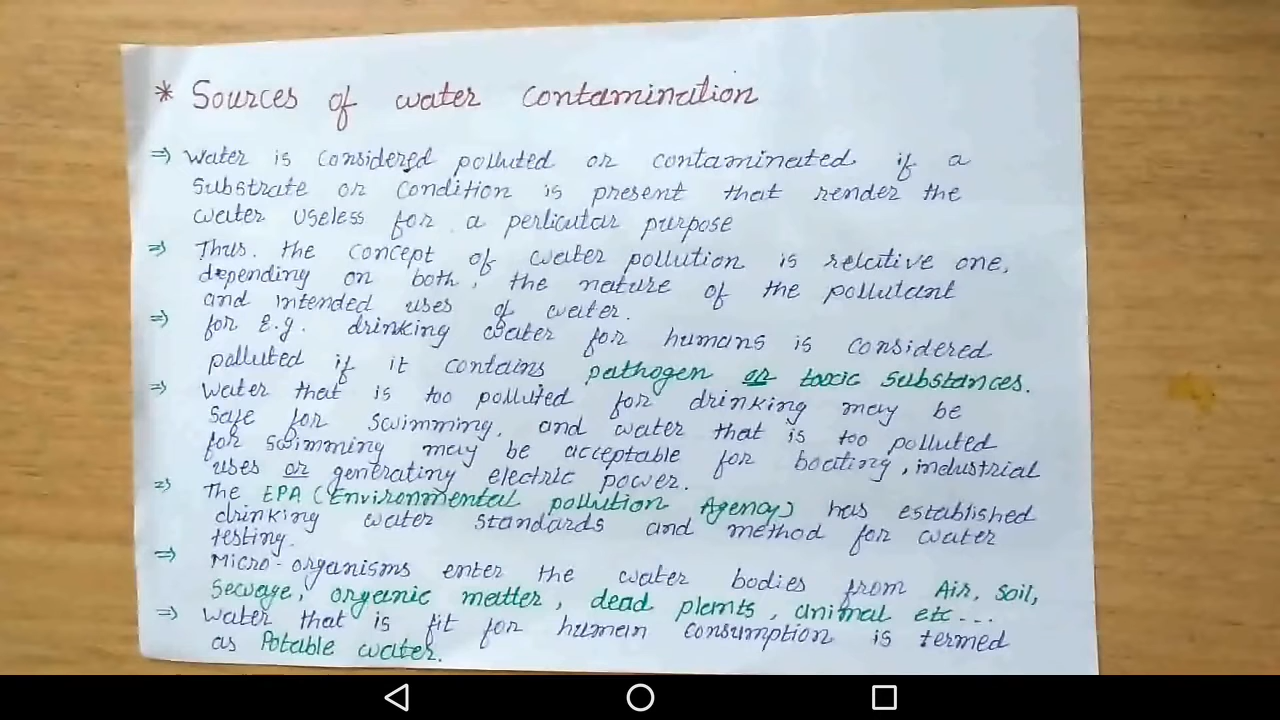 * Sources of water contamination
⇒ Water is considered polluted or contaminated if a
substrate or condition is present that render the
water useless for a perticular purpose
⇒ Thus. the concept of water pollution is relative one,
depending on both, the nature of the pollutant
and intended uses of water.
⇒ for E.g. drinking water for humans is considered
palluted if it contains pathogen or toxic substances.
⇒ Water that is too polluted for drinking may be
safe for swimming, and water that is too polluted
for swimming may be acceptable for boating, industrial
uses or generating electric power.
⇒ The EPA (Environmental pollution Agency) has established
drinking water standards and method for water
testing.
⇒ Micro-organisms enter the water bodies from Air, soil,
Sewage, organic matter, dead plants, animal etc...
⇒ Water that is fit for human consumption is termed
as Potable water.